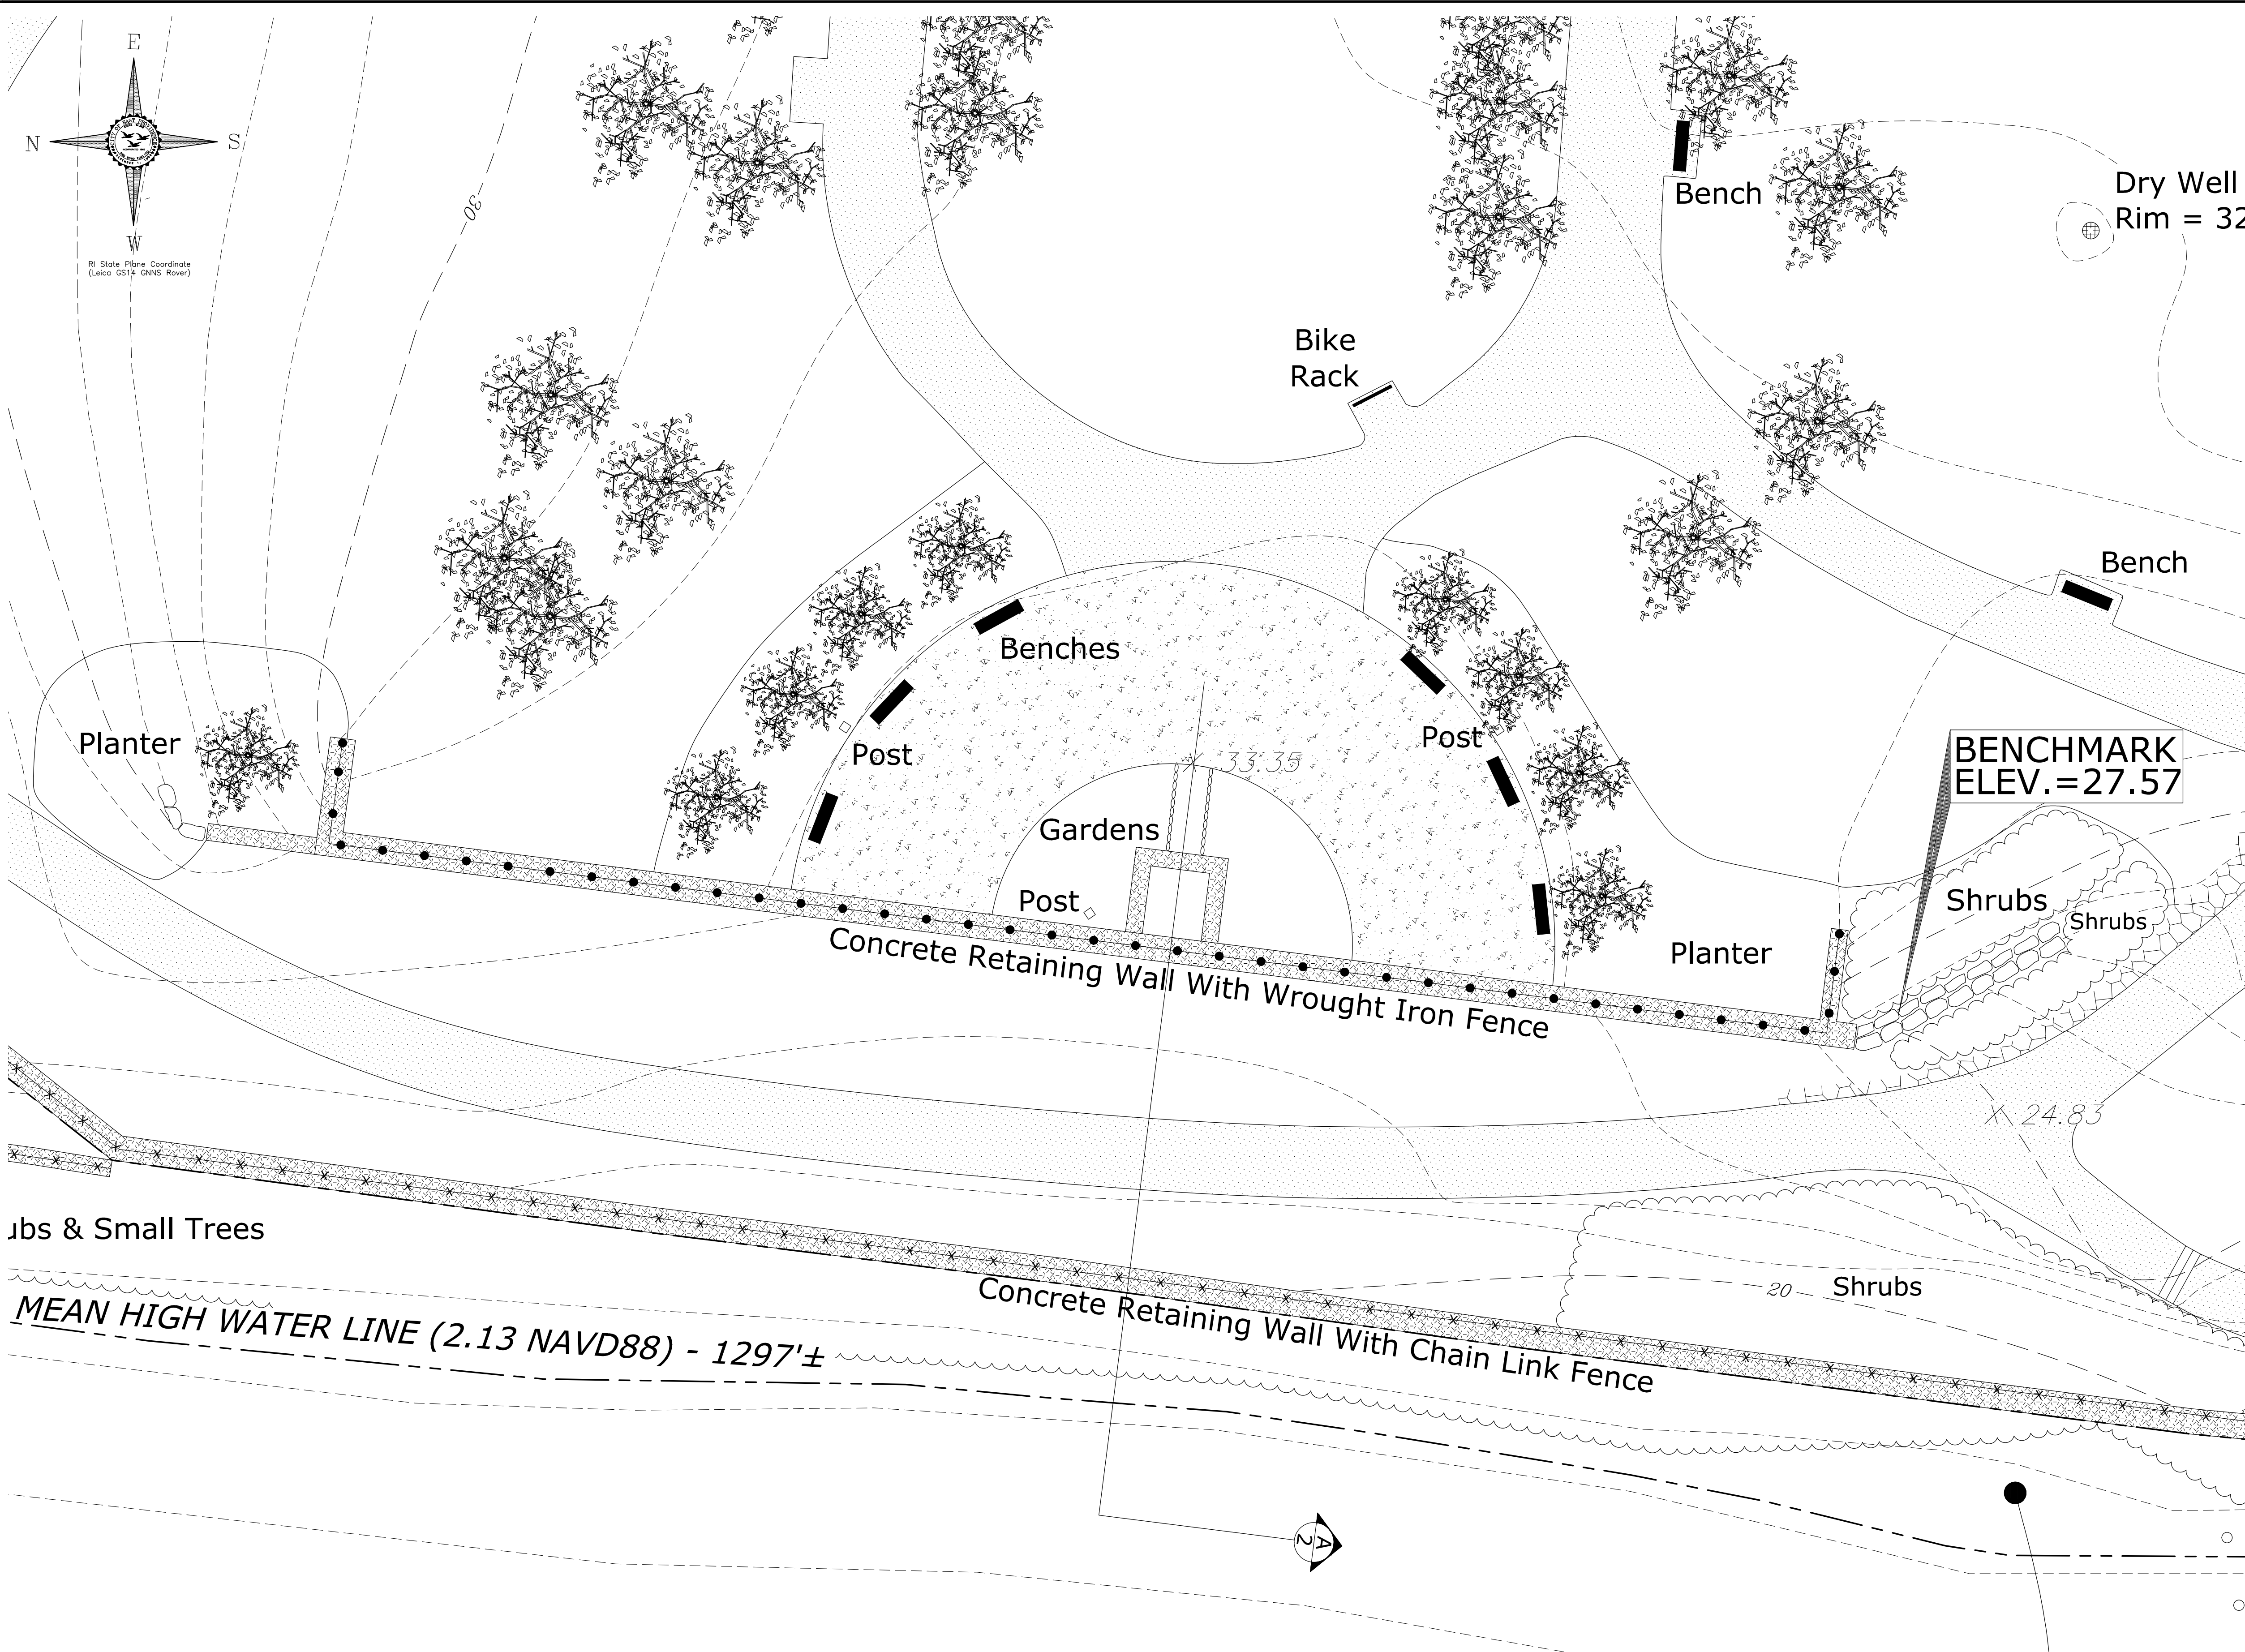 E
N
S
W
RI State Plane Coordinate
(Leica GS14 GNNS Rover)
30
Bench
Dry Well
Rim = 32
Bike
Rack
Bench
Benches
Planter
Post
Post
33.35
BENCHMARK
ELEV.=27.57
Gardens
Post
Shrubs
Shrubs
Planter
Concrete Retaining Wall With Wrought Iron Fence
X 24.83
ubs & Small Trees
20
Shrubs
Concrete Retaining Wall With Chain Link Fence
MEAN HIGH WATER LINE (2.13 NAVD88) - 1297'±
A
2